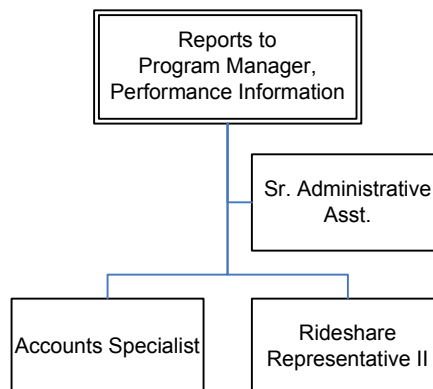 Reports to
Program Manager,
Performance Information
Sr. Administrative
Asst.
Accounts Specialist
Rideshare
Representative II